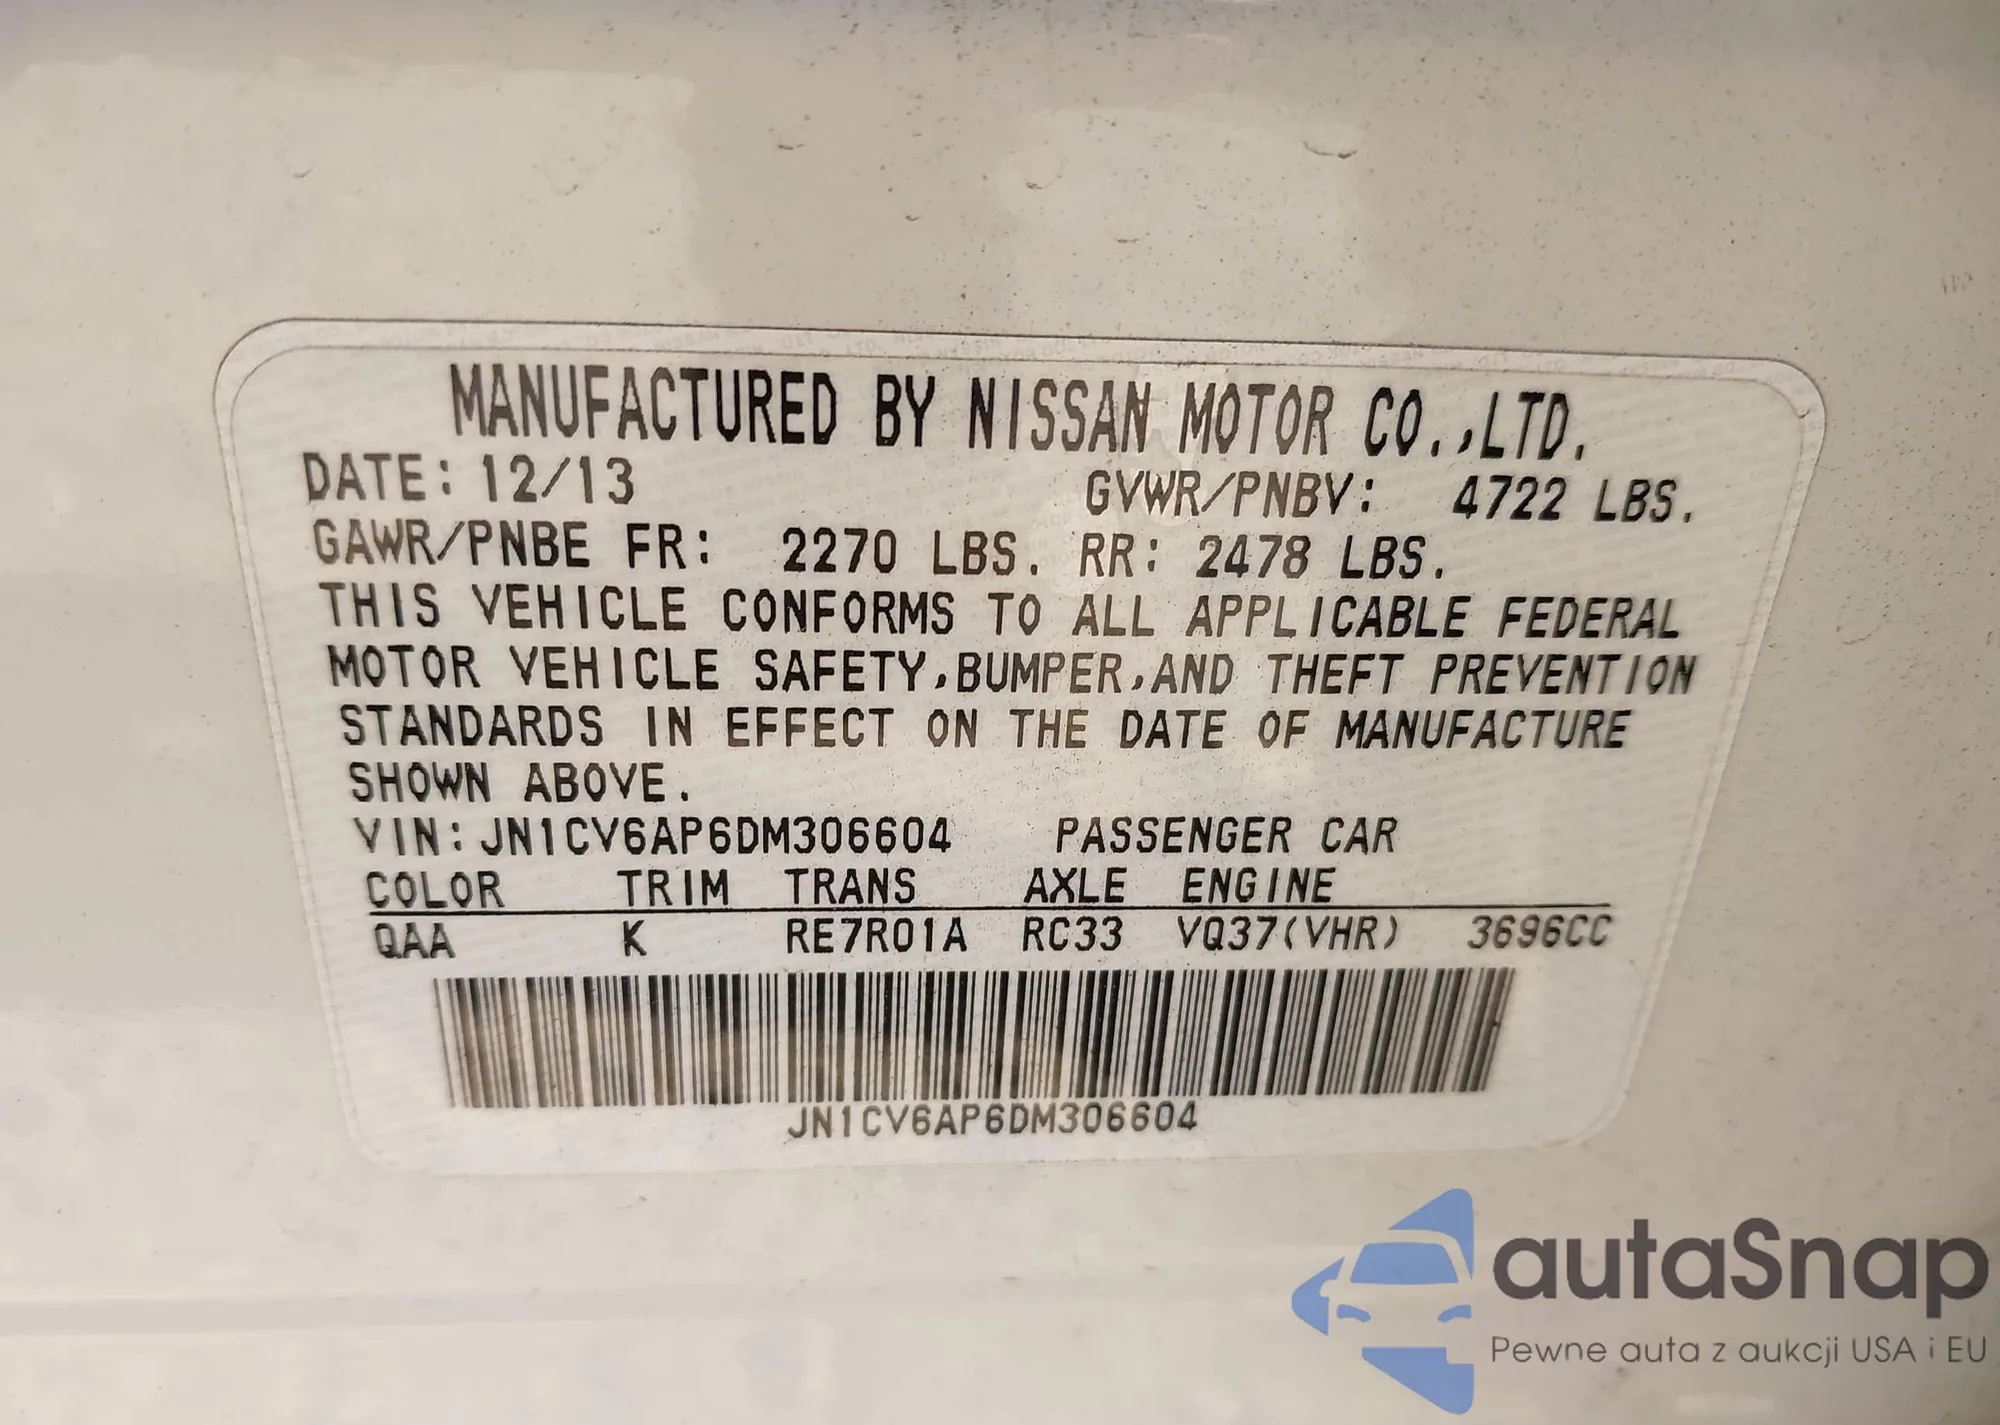 MANUFACTURED BY NISSAN MOTOR CO.,LTD.
DATE: 12/13 GVWR/PNBV: 4722 LBS.
GAWR/PNBE FR: 2270 LBS. RR: 2478 LBS.
THIS VEHICLE CONFORMS TO ALL APPLICABLE FEDERAL
MOTOR VEHICLE SAFETY,BUMPER,AND THEFT PREVENTION
STANDARDS IN EFFECT ON THE DATE OF MANUFACTURE
SHOWN ABOVE.
VIN:JN1CV6AP6DM306604 PASSENGER CAR
COLOR TRIM TRANS AXLE ENGINE
QAA K RE7R01A RC33 VQ37(VHR) 3696CC
JN1CV6AP6DM306604
autaSnap
Pewne auta z aukcji USA i EU